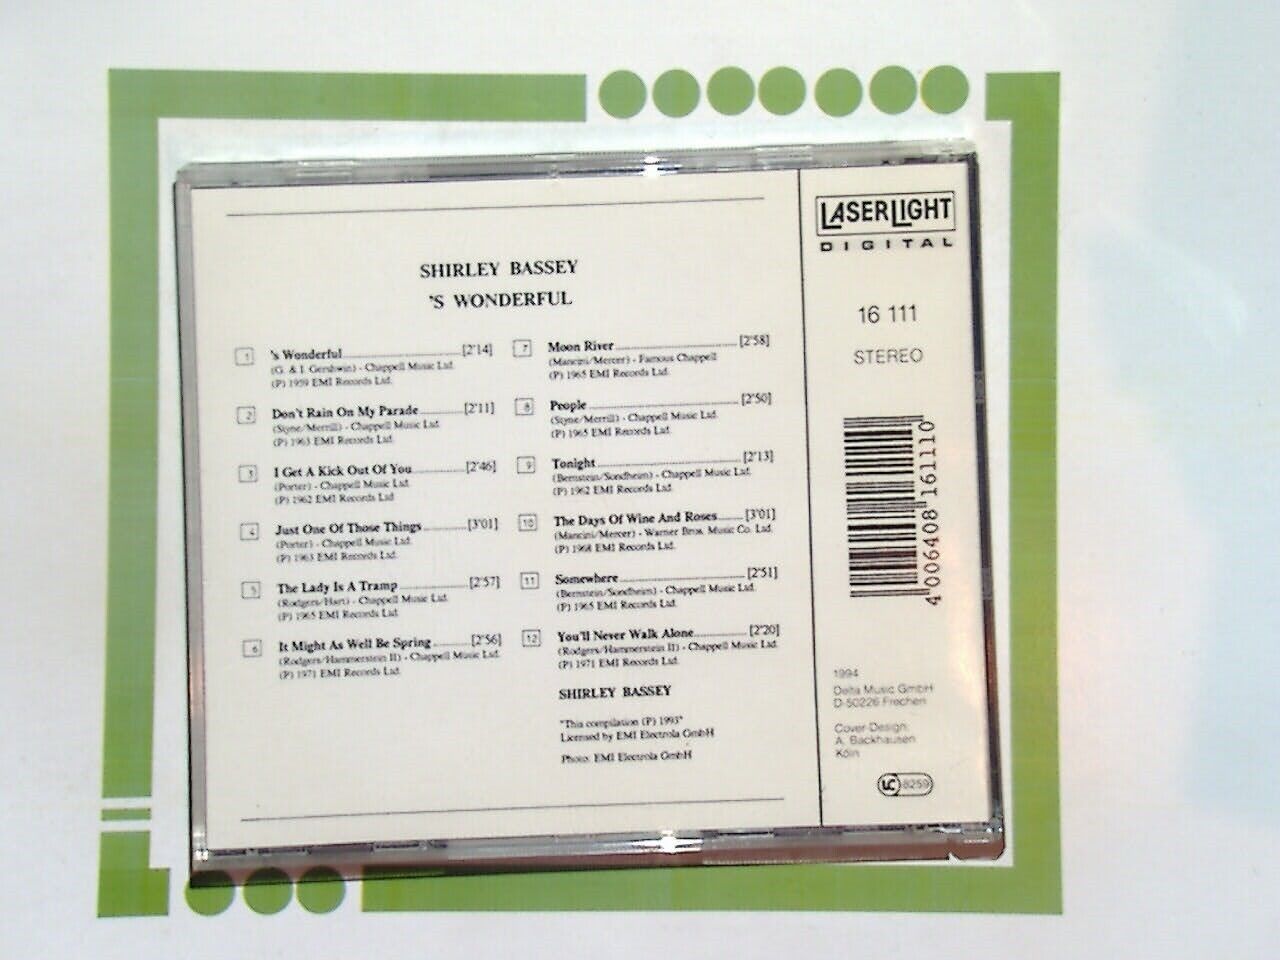 SHIRLEY BASSEY
'S WONDERFUL
1 's Wonderful [2'14]
(G. & I. Gershwin) - Chappell Music Ltd.
(P) 1959 EMI Records Ltd.
2 Don't Rain On My Parade [2'11]
(Styne/Merrill) - Chappell Music Ltd.
(P) 1963 EMI Records Ltd.
3 I Get A Kick Out Of You [2'46]
(Porter) - Chappell Music Ltd.
(P) 1962 EMI Records Ltd
4 Just One Of Those Things [3'01]
(Porter) - Chappell Music Ltd.
(P) 1963 EMI Records Ltd.
5 The Lady Is A Tramp [2'57]
(Rodgers/Hart) - Chappell Music Ltd.
(P) 1965 EMI Records Ltd.
6 It Might As Well Be Spring [2'56]
(Rodgers/Hammerstein II) - Chappell Music Ltd.
(P) 1971 EMI Records Ltd.
7 Moon River [2'58]
(Mancini/Mercer) - Famous Chappell
(P) 1965 EMI Records Ltd.
8 People [2'50]
(Styne/Merrill) - Chappell Music Ltd.
(P) 1965 EMI Records Ltd.
9 Tonight [2'13]
(Bernstein/Sondheim) - Chappell Music Ltd.
(P) 1962 EMI Records Ltd.
10 The Days Of Wine And Roses [3'01]
(Mancini/Mercer) - Warner Bros. Music Co. Ltd.
(P) 1968 EMI Records Ltd.
11 Somewhere [2'51]
(Bernstein/Sondheim) - Chappell Music Ltd.
(P) 1965 EMI Records Ltd.
12 You'll Never Walk Alone [2'20]
(Rodgers/Hammerstein II) - Chappell Music Ltd.
(P) 1971 EMI Records Ltd.
SHIRLEY BASSEY
"This compilation (P) 1993"
Licensed by EMI Electrola GmbH
Photo: EMI Electrola GmbH
LASERLIGHT
DIGITAL
16 111
STEREO
4 006408 161110
1994
Delta Music GmbH
D-50226 Frechen
Cover-Design:
A. Backhausen
Köln
LC 8259